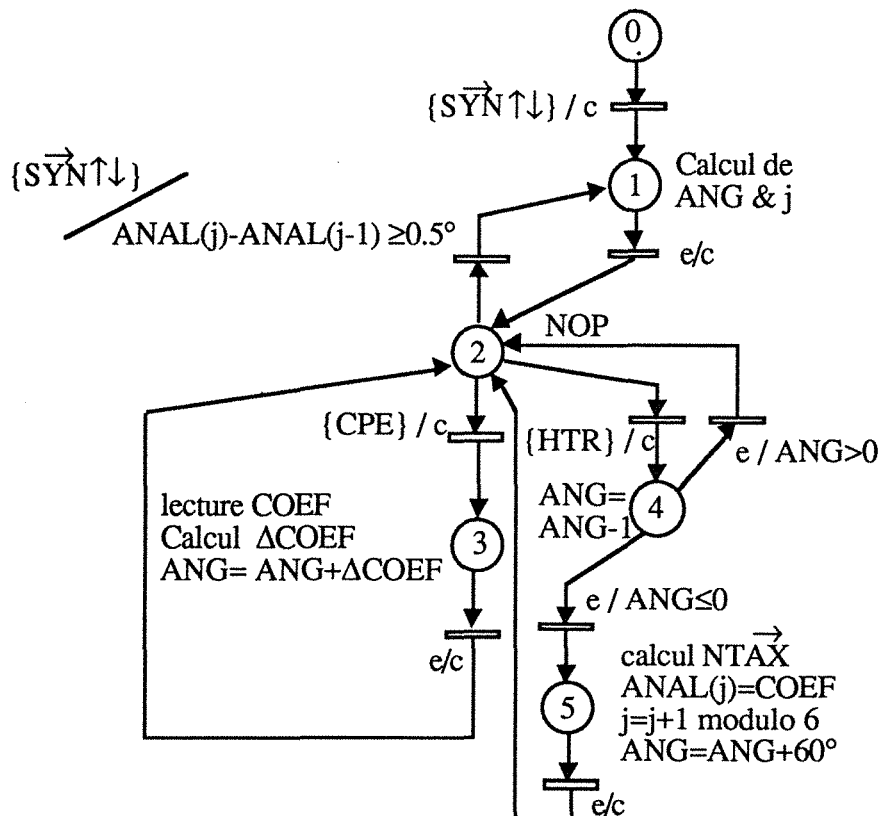 0
{SYN↑↓} / c
{SYN↑↓}
1
Calcul de
ANG & j
ANAL(j)-ANAL(j-1) ≥0.5°
e/c
NOP
2
{CPE} / c
{HTR} / c
e / ANG>0
lecture COEF
Calcul ΔCOEF
ANG= ANG+ΔCOEF
3
ANG=
ANG-1
4
e / ANG≤0
e/c
calcul NTAX
ANAL(j)=COEF
j=j+1 modulo 6
ANG=ANG+60°
5
e/c